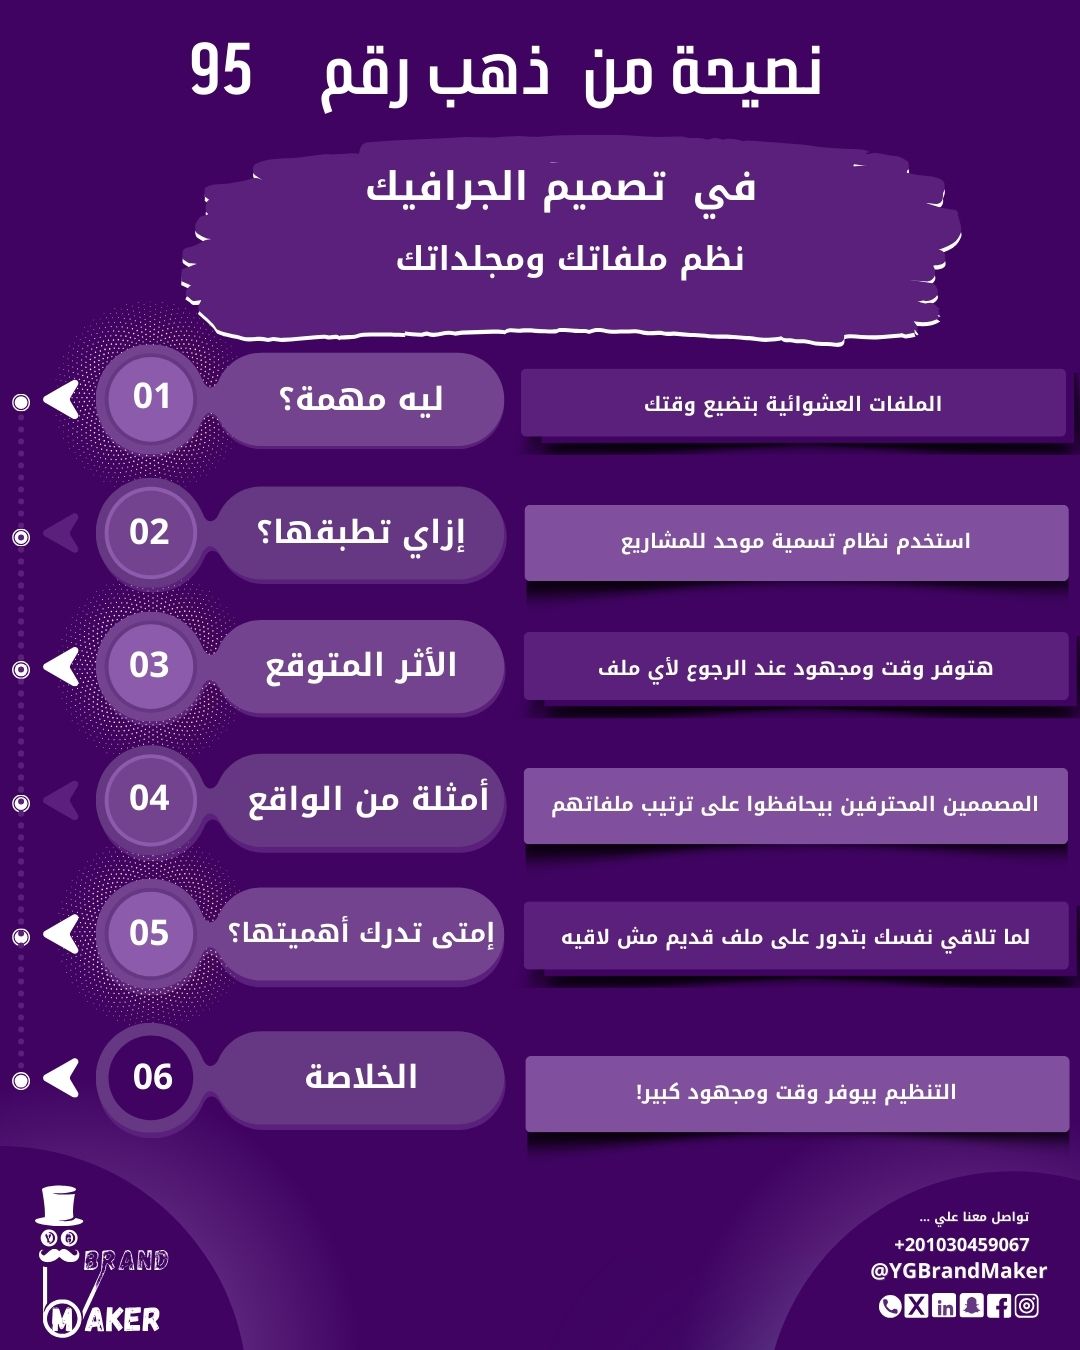 نصيحة من ذهب رقم 95
في تصميم الجرافيك
نظم ملفاتك ومجلداتك
01
ليه مهمة؟
الملفات العشوائية بتضيع وقتك
02
إزاي تطبقها؟
استخدم نظام تسمية موحد للمشاريع
03
الأثر المتوقع
هتوفر وقت ومجهود عند الرجوع لأي ملف
04
أمثلة من الواقع
المصممين المحترفين بيحافظوا على ترتيب ملفاتهم
05
إمتى تدرك أهميتها؟
لما تلاقي نفسك بتدور على ملف قديم مش لاقيه
06
الخلاصة
التنظيم بيوفر وقت ومجهود كبير!
YG
BRAND
MAKER
تواصل معنا علي ...
+201030459067
@YGBrandMaker